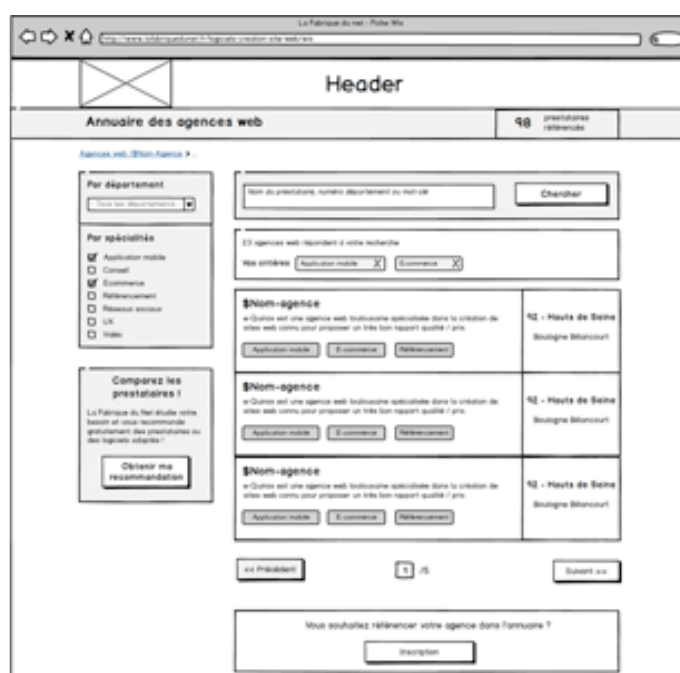 La Fabrique du net - Fiche Wix
http://www.lafabriquedunet.fr/logiciels-creation-site-web/wix
Header
Annuaire des agences web
98 prestataires référencés
Agences web /$Nom Agence > .
Par département
Tous les départements
Par spécialités
Application mobile
Conseil
Ecommerce
Référencement
Réseaux sociaux
UX
Vidéo
Comparez les
prestataires !
La Fabrique du Net étudie votre
besoin et vous recommande
gratuitement des prestataires ou
des logiciels adaptés !
Obtenir ma
recommandation
Nom du prestataire, numéro département ou mot-clé
Chercher
23 agences web répondent à votre recherche
Vos critères Application mobile X Ecommerce X
$Nom-agence
e-Quinox est une agence web toulousaine spécialisée dans la création de
sites web connu pour proposer un très bon rapport qualité / prix.
Application mobile E-commerce Référencement
92 - Hauts de Seine
Boulogne Billancourt
$Nom-agence
e-Quinox est une agence web toulousaine spécialisée dans la création de
sites web connu pour proposer un très bon rapport qualité / prix.
Application mobile E-commerce Référencement
92 - Hauts de Seine
Boulogne Billancourt
$Nom-agence
e-Quinox est une agence web toulousaine spécialisée dans la création de
sites web connu pour proposer un très bon rapport qualité / prix.
Application mobile E-commerce Référencement
92 - Hauts de Seine
Boulogne Billancourt
<< Précédent
1 /5
Suivant >>
Vous souhaitez référencer votre agence dans l'annuaire ?
Inscription